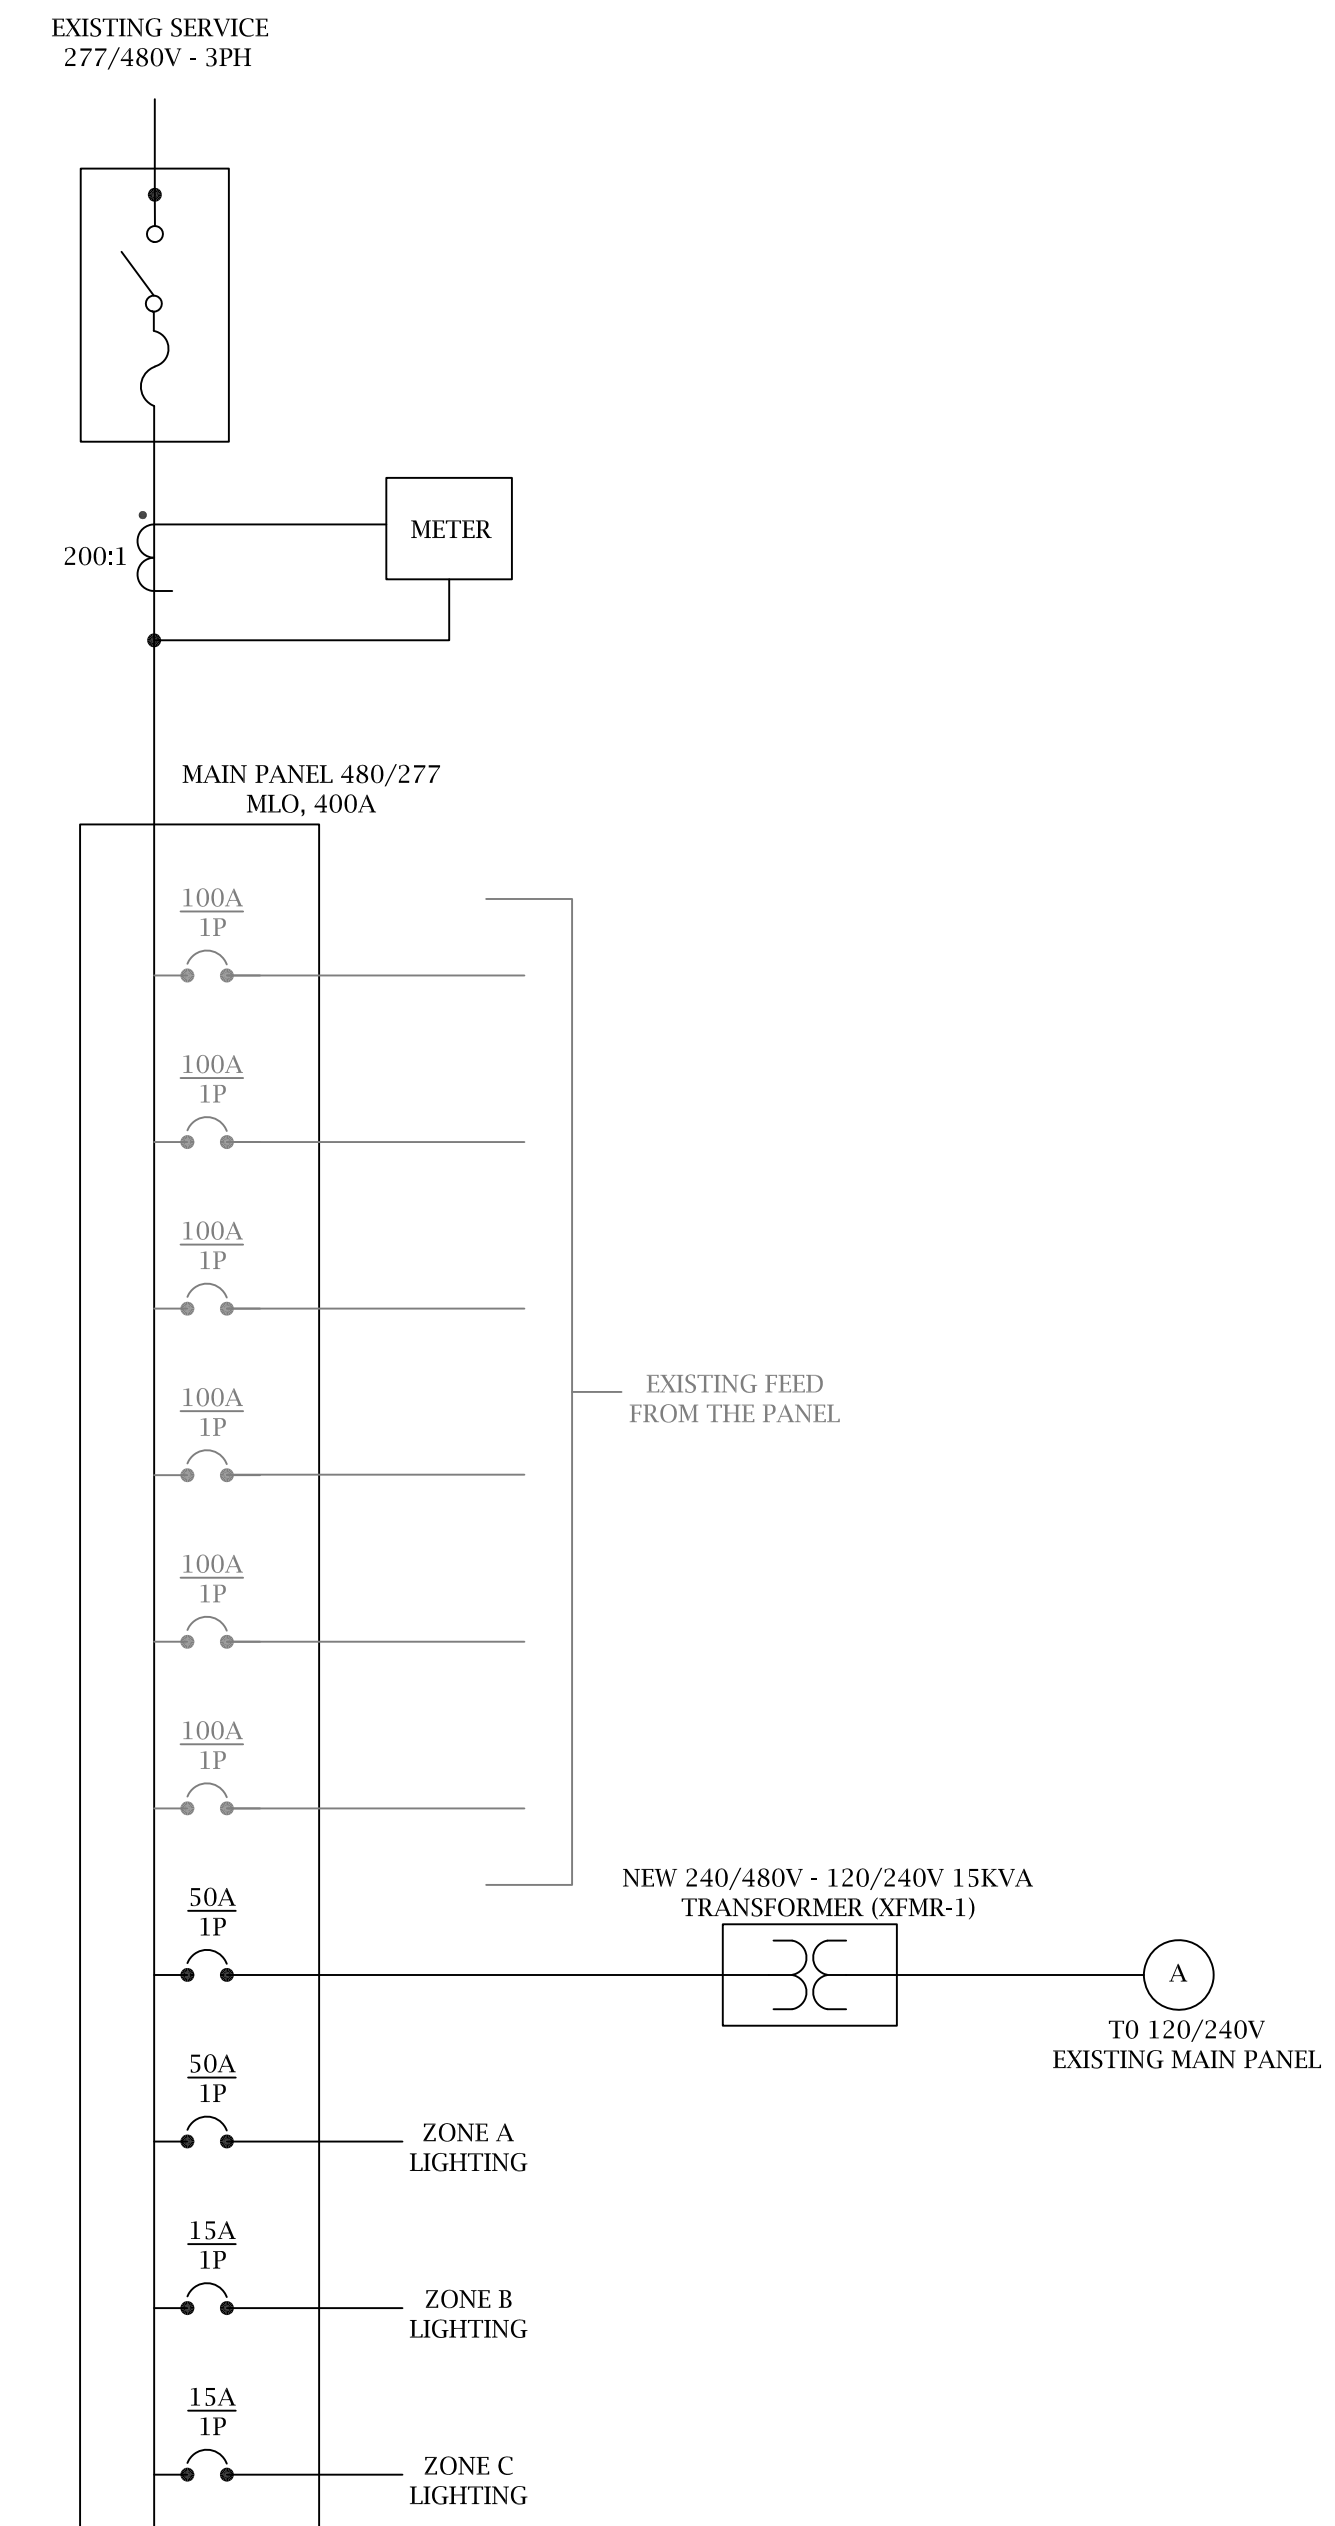 EXISTING SERVICE
277/480V - 3PH
METER
200:1
MAIN PANEL 480/277
MLO, 400A
100A
1P
100A
1P
100A
1P
100A
1P
EXISTING FEED
FROM THE PANEL
100A
1P
100A
1P
NEW 240/480V - 120/240V 15KVA
TRANSFORMER (XFMR-1)
50A
1P
A
T0 120/240V
EXISTING MAIN PANEL
50A
1P
ZONE A
LIGHTING
15A
1P
ZONE B
LIGHTING
15A
1P
ZONE C
LIGHTING